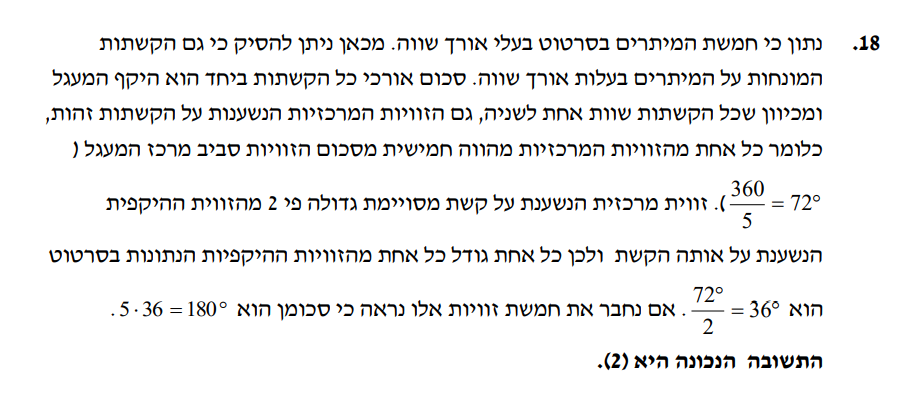 18. נתון כי חמשת המיתרים בסרטוט בעלי אורך שווה. מכאן ניתן להסיק כי גם הקשתות
המונחות על המיתרים בעלות אורך שווה. סכום אורכי כל הקשתות ביחד הוא היקף המעגל
ומכיוון שכל הקשתות שוות אחת לשניה, גם הזוויות המרכזיות הנשענות על הקשתות זהות,
כלומר כל אחת מהזוויות המרכזיות מהווה חמישית מסכום הזוויות סביב מרכז המעגל (
360/5 = 72°). זווית מרכזית הנשענת על קשת מסויימת גדולה פי 2 מהזווית ההיקפית
הנשענת על אותה הקשת ולכן כל אחת גודל כל אחת מהזוויות ההיקפיות הנתונות בסרטוט
הוא 72°/2 = 36°. אם נחבר את חמשת זוויות אלו נראה כי סכומן הוא 5·36 = 180°.
התשובה הנכונה היא (2).